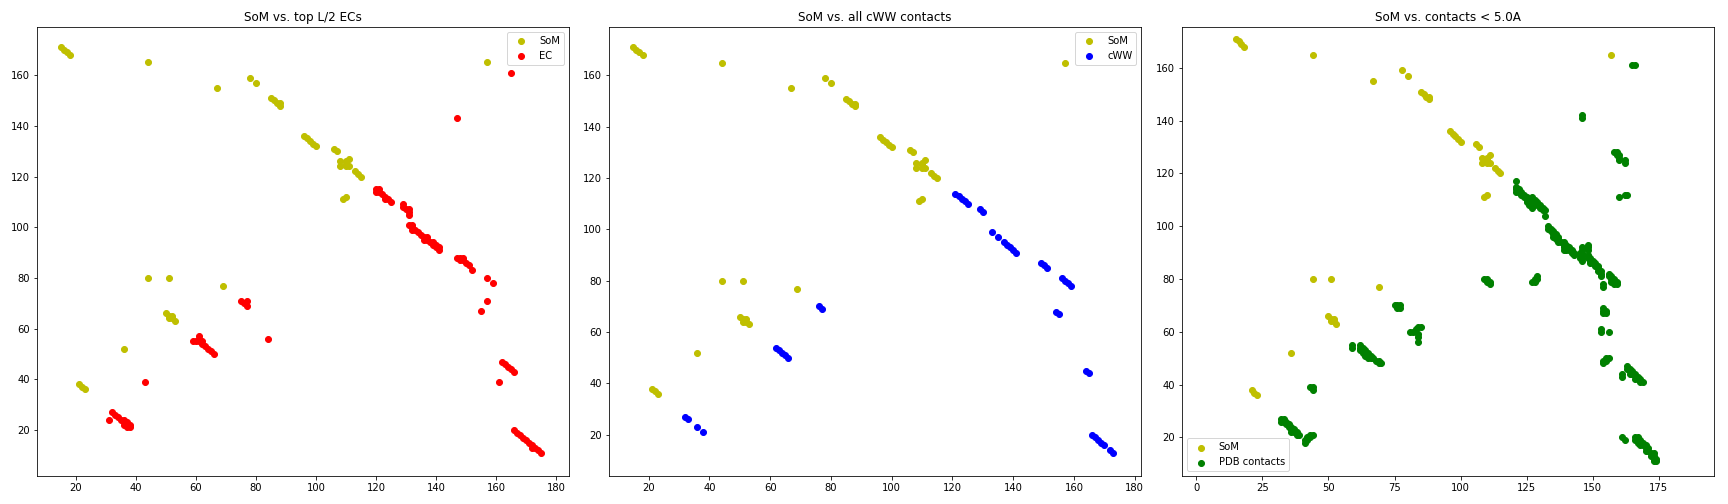 SoM vs. top L/2 ECs
SoM
EC
160
140
120
100
80
60
40
20
20 40 60 80 100 120 140 160 180
SoM vs. all cWW contacts
SoM
cWW
160
140
120
100
80
60
40
20
20 40 60 80 100 120 140 160 180
SoM vs. contacts < 5.0A
160
140
120
100
80
60
40
20
SoM
PDB contacts
0 25 50 75 100 125 150 175